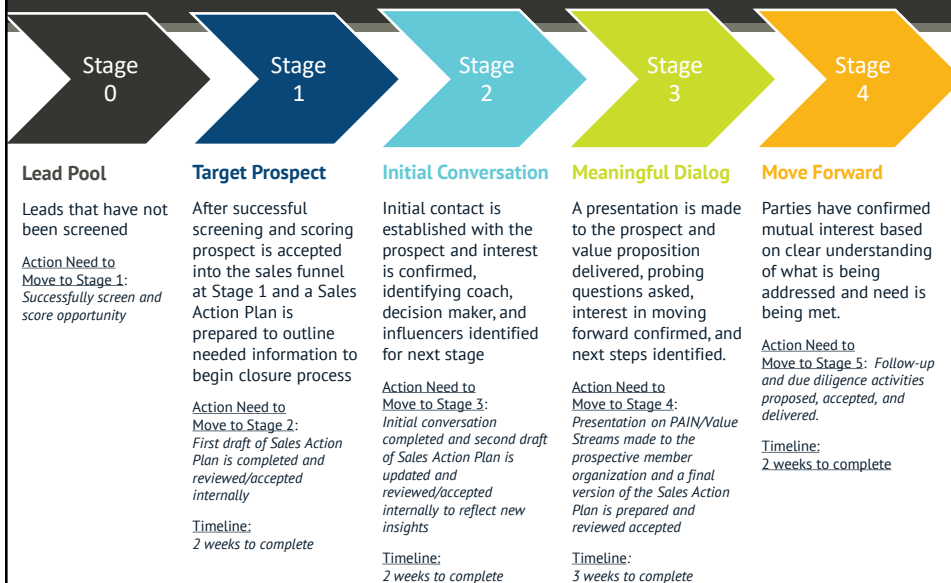 Stage
0
Stage
1
Stage
2
Stage
3
Stage
4
Lead Pool
Leads that have not
been screened
Action Need to
Move to Stage 1:
Successfully screen and
score opportunity
Target Prospect
After successful
screening and scoring
prospect is accepted
into the sales funnel
at Stage 1 and a Sales
Action Plan is
prepared to outline
needed information to
begin closure process
Action Need to
Move to Stage 2:
First draft of Sales Action
Plan is completed and
reviewed/accepted
internally
Timeline:
2 weeks to complete
Initial Conversation
Initial contact is
established with the
prospect and interest
is confirmed,
identifying coach,
decision maker, and
influencers identified
for next stage
Action Need to
Move to Stage 3:
Initial conversation
completed and second draft
of Sales Action Plan is
updated and
reviewed/accepted
internally to reflect new
insights
Timeline:
2 weeks to complete
Meaningful Dialog
A presentation is made
to the prospect and
value proposition
delivered, probing
questions asked,
interest in moving
forward confirmed, and
next steps identified.
Action Need to
Move to Stage 4:
Presentation on PAIN/Value
Streams made to the
prospective member
organization and a final
version of the Sales Action
Plan is prepared and
reviewed accepted
Timeline:
3 weeks to complete
Move Forward
Parties have confirmed
mutual interest based
on clear understanding
of what is being
addressed and need is
being met.
Action Need to
Move to Stage 5: Follow-up
and due diligence activities
proposed, accepted, and
delivered.
Timeline:
2 weeks to complete